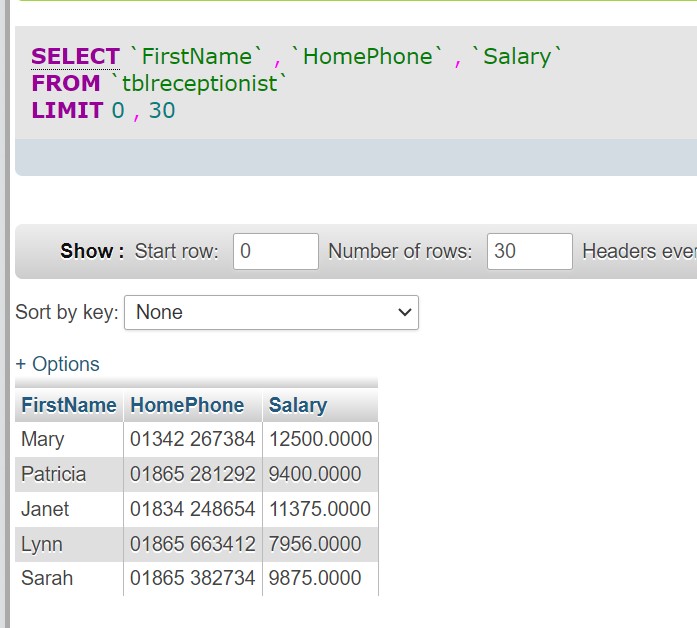 SELECT `FirstName` , `HomePhone` , `Salary`
FROM `tblreceptionist`
LIMIT 0 , 30
Show : Start row: 0 Number of rows: 30 Headers ever
Sort by key: None
+ Options
FirstName HomePhone Salary
Mary 01342 267384 12500.0000
Patricia 01865 281292 9400.0000
Janet 01834 248654 11375.0000
Lynn 01865 663412 7956.0000
Sarah 01865 382734 9875.0000